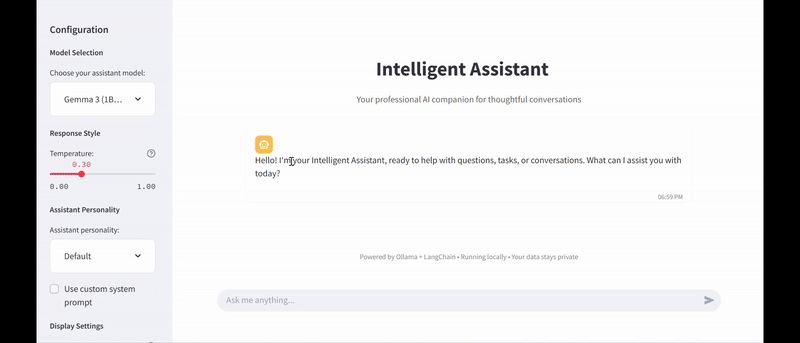 Configuration
Model Selection
Choose your assistant model:
Gemma 3 (1B...
Response Style
Temperature:
0.30
0.00 1.00
Assistant Personality
Assistant personality:
Default
Use custom system
prompt
Display Settings
Intelligent Assistant
Your professional AI companion for thoughtful conversations
Hello! I'm your Intelligent Assistant, ready to help with questions, tasks, or conversations. What can I assist you with
today?
06:59 PM
Powered by Ollama + LangChain • Running locally • Your data stays private
Ask me anything...